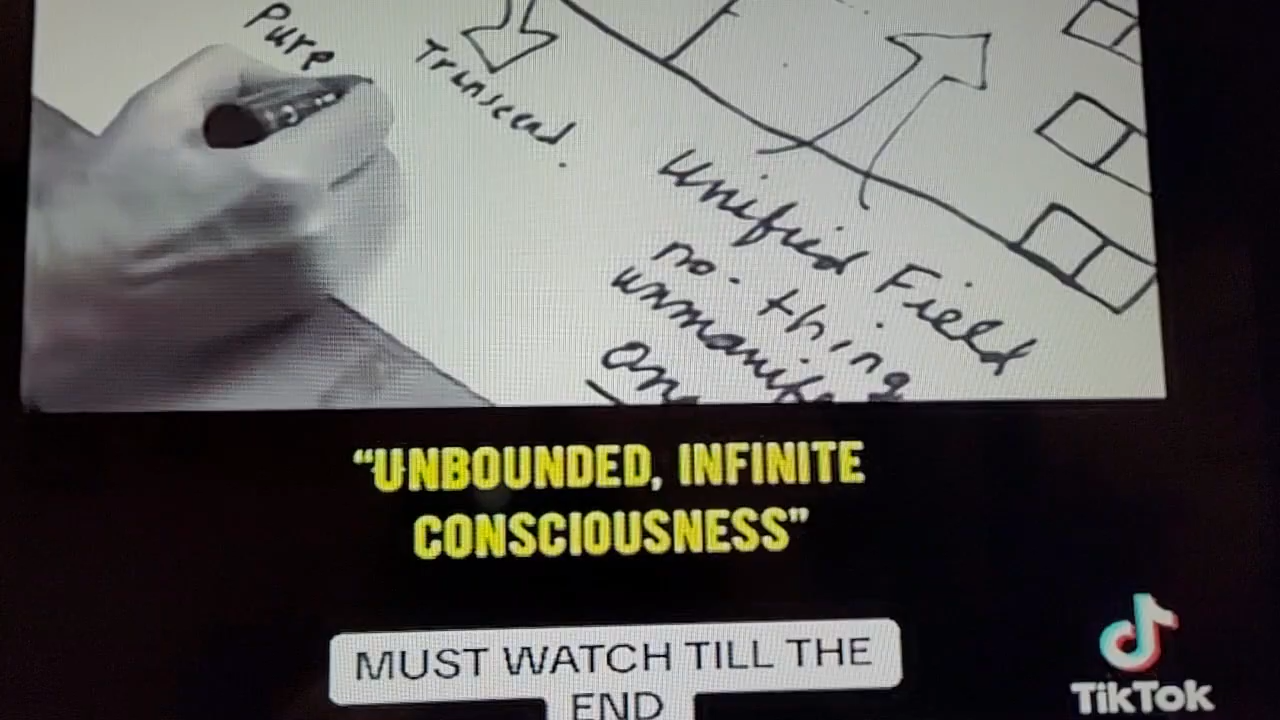 Pure
Transcend.
Unified Field
no-thing
"UNBOUNDED, INFINITE
CONSCIOUSNESS"
MUST WATCH TILL THE
END
TikTok